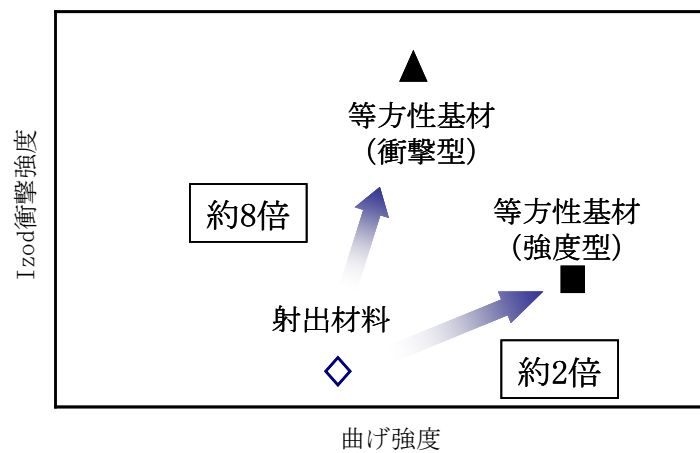 等方性基材
（衝撃型）
約8倍
等方性基材
（強度型）
射出材料
約2倍
Izod衝撃強度
曲げ強度